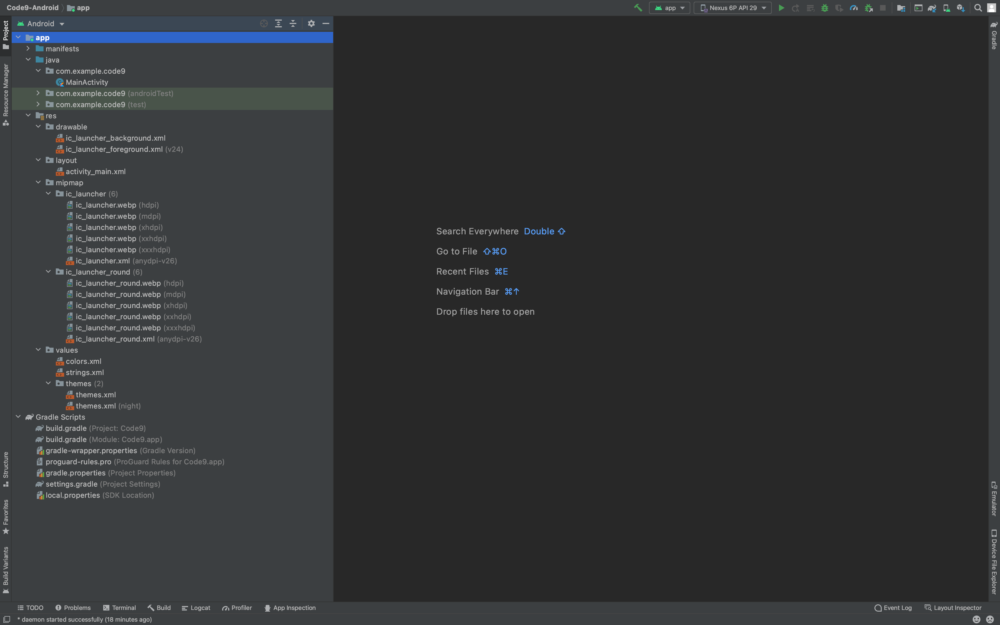 Code9-Android
app
app
Nexus 6P API 29
Project
Resource Manager
Structure
Favorites
Build Variants
Android
app
manifests
java
com.example.code9
MainActivity
com.example.code9 (androidTest)
com.example.code9 (test)
res
drawable
ic_launcher_background.xml
ic_launcher_foreground.xml (v24)
layout
activity_main.xml
mipmap
ic_launcher (6)
ic_launcher.webp (hdpi)
ic_launcher.webp (mdpi)
ic_launcher.webp (xhdpi)
ic_launcher.webp (xxhdpi)
ic_launcher.webp (xxxhdpi)
ic_launcher.xml (anydpi-v26)
ic_launcher_round (6)
ic_launcher_round.webp (hdpi)
ic_launcher_round.webp (mdpi)
ic_launcher_round.webp (xhdpi)
ic_launcher_round.webp (xxhdpi)
ic_launcher_round.webp (xxxhdpi)
ic_launcher_round.xml (anydpi-v26)
values
colors.xml
strings.xml
themes (2)
themes.xml
themes.xml (night)
Gradle Scripts
build.gradle (Project: Code9)
build.gradle (Module: Code9.app)
gradle-wrapper.properties (Gradle Version)
proguard-rules.pro (ProGuard Rules for Code9.app)
gradle.properties (Project Properties)
settings.gradle (Project Settings)
local.properties (SDK Location)
Search Everywhere Double ⇧
Go to File ⇧⌘O
Recent Files ⌘E
Navigation Bar ⌘↑
Drop files here to open
Gradle
Emulator
Device File Explorer
TODO
Problems
Terminal
Build
Logcat
Profiler
App Inspection
Event Log
Layout Inspector
* daemon started successfully (18 minutes ago)